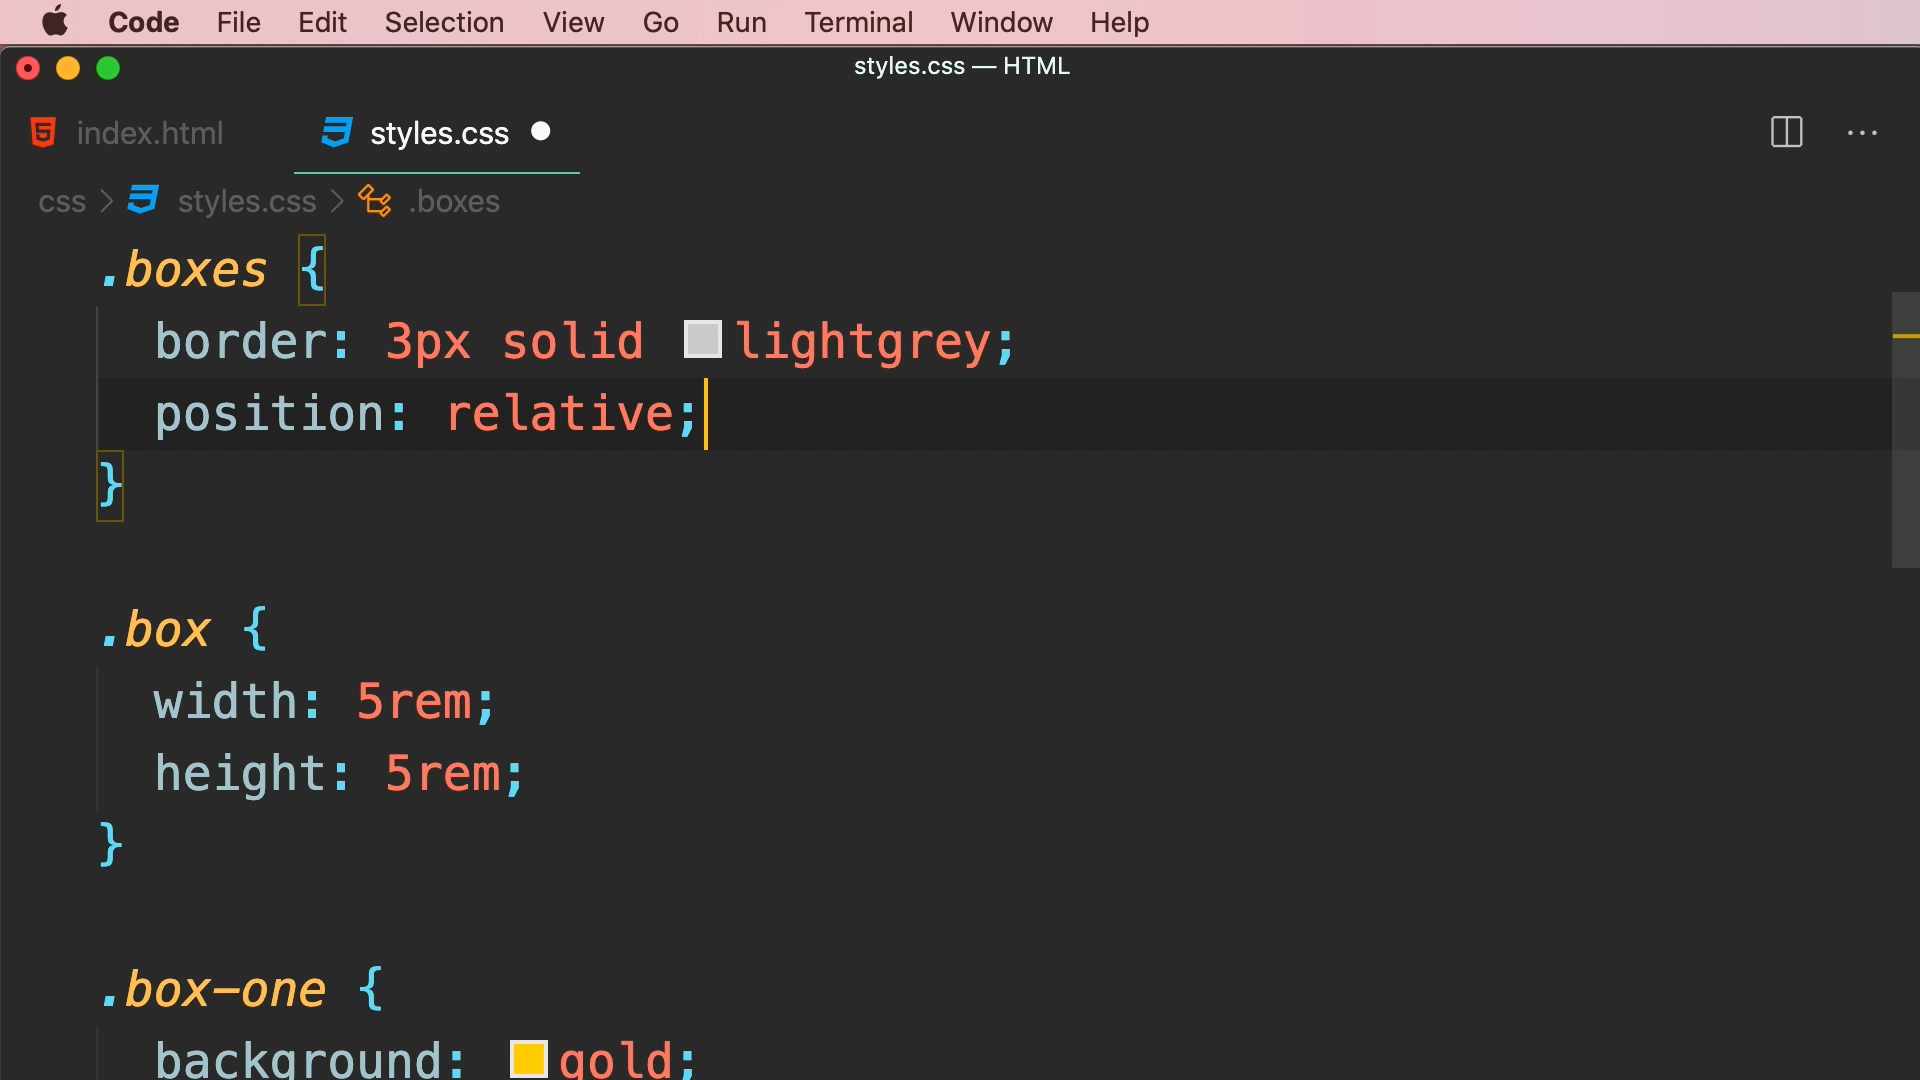 Code File Edit Selection View Go Run Terminal Window Help
styles.css — HTML
index.html styles.css
css > styles.css > .boxes
.boxes {
border: 3px solid lightgrey;
position: relative;
}
.box {
width: 5rem;
height: 5rem;
}
.box-one {
background: gold;